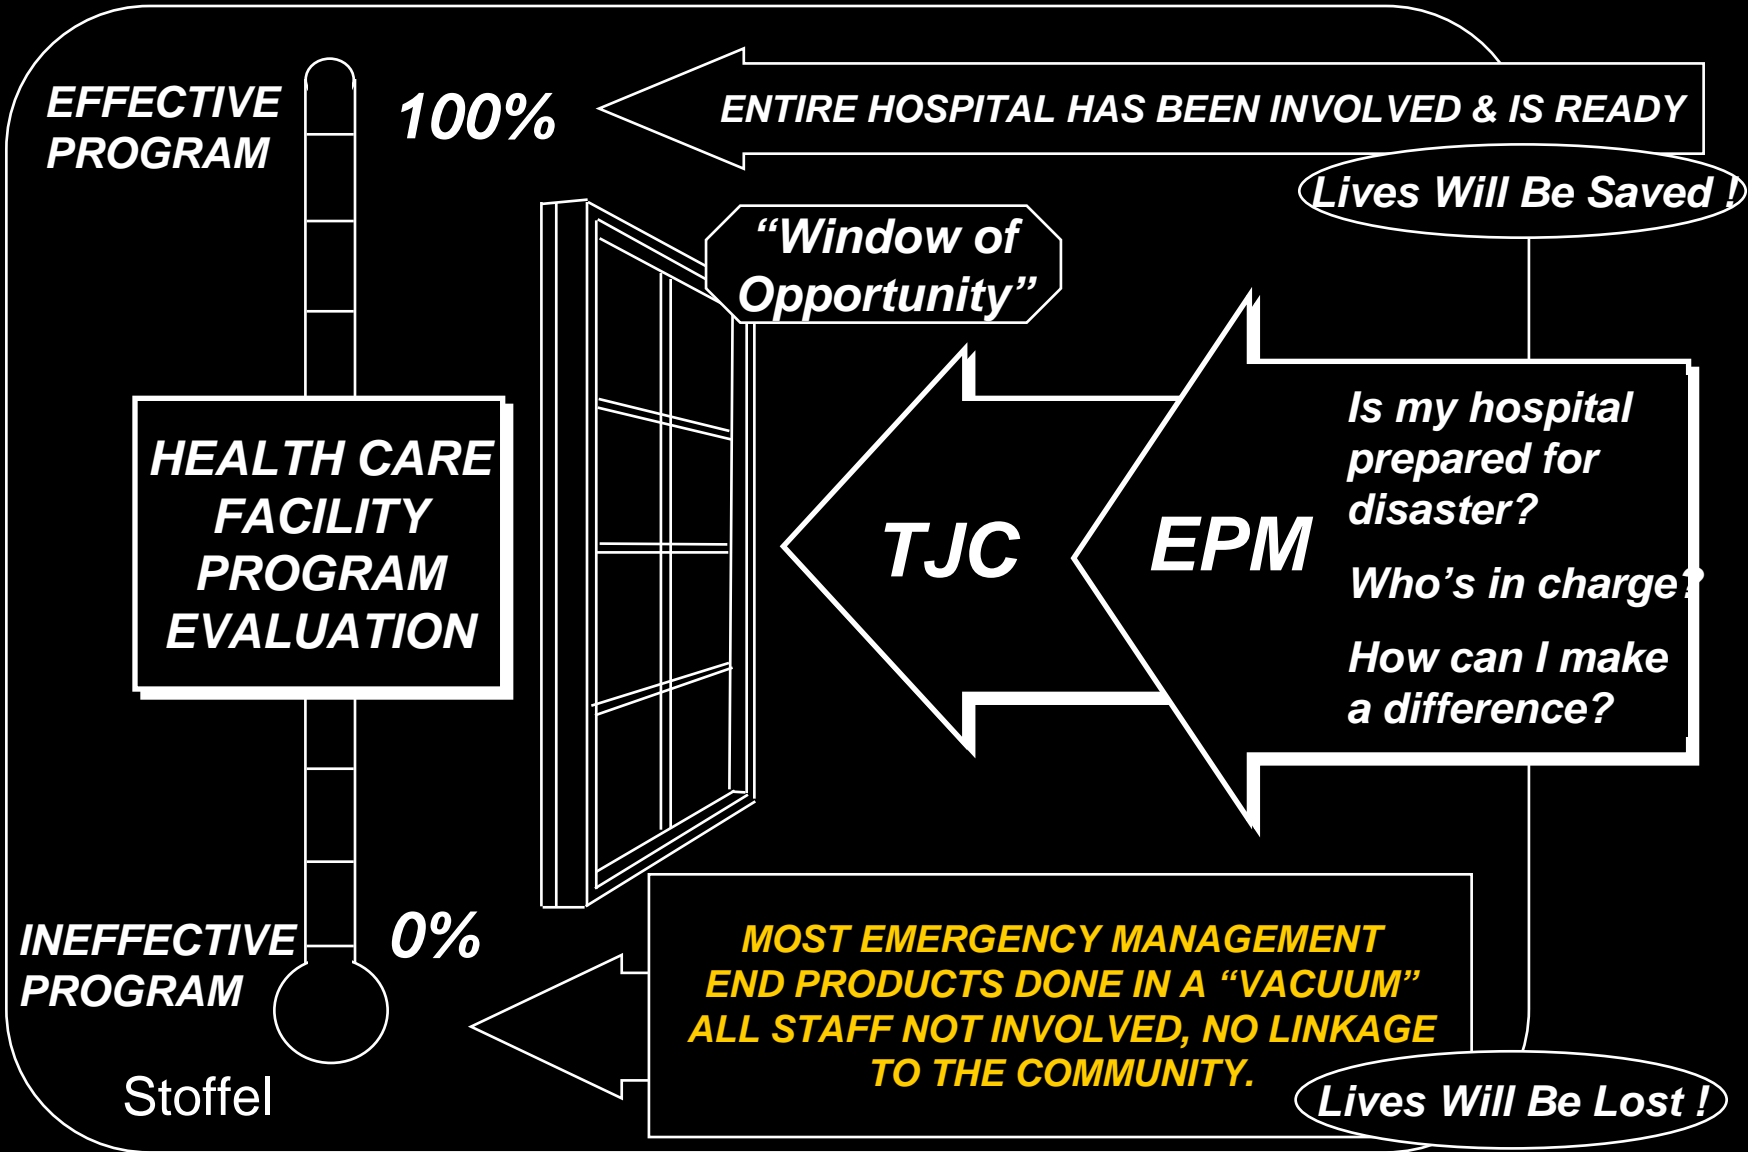 EFFECTIVE
PROGRAM
100%
ENTIRE HOSPITAL HAS BEEN INVOLVED & IS READY
Lives Will Be Saved !
“Window of
Opportunity”
HEALTH CARE
FACILITY
PROGRAM
EVALUATION
TJC
EPM
Is my hospital
prepared for
disaster?
Who’s in charge?
How can I make
a difference?
INEFFECTIVE
PROGRAM
0%
MOST EMERGENCY MANAGEMENT
END PRODUCTS DONE IN A “VACUUM”
ALL STAFF NOT INVOLVED, NO LINKAGE
TO THE COMMUNITY.
Lives Will Be Lost !
Stoffel